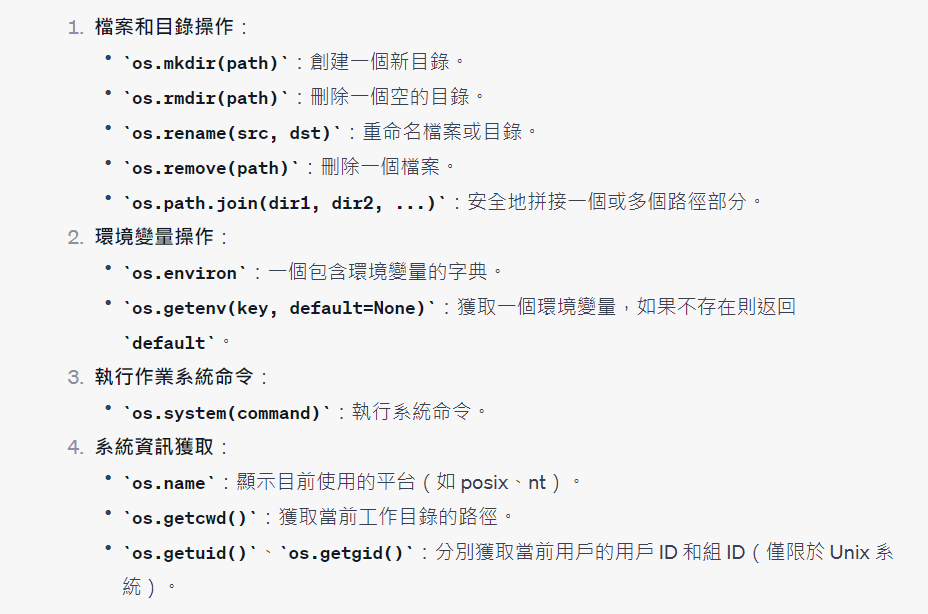 1. 檔案和目錄操作：
• `os.mkdir(path)`：創建一個新目錄。
• `os.rmdir(path)`：刪除一個空的目錄。
• `os.rename(src, dst)`：重命名檔案或目錄。
• `os.remove(path)`：刪除一個檔案。
• `os.path.join(dir1, dir2, ...)`：安全地拼接一個或多個路徑部分。
2. 環境變量操作：
• `os.environ`：一個包含環境變量的字典。
• `os.getenv(key, default=None)`：獲取一個環境變量，如果不存在則返回
`default`。
3. 執行作業系統命令：
• `os.system(command)`：執行系統命令。
4. 系統資訊獲取：
• `os.name`：顯示目前使用的平台（如 posix、nt）。
• `os.getcwd()`：獲取當前工作目錄的路徑。
• `os.getuid()`、`os.getgid()`：分別獲取當前用戶的用戶 ID 和組 ID（僅限於 Unix 系
統）。